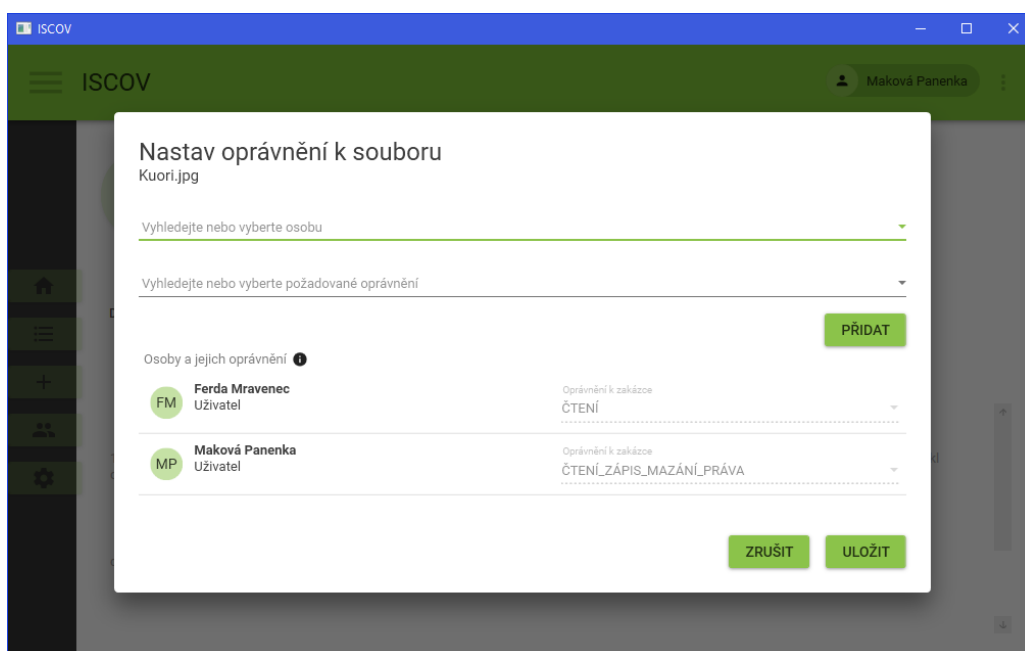 ISCOV
ISCOV
Maková Panenka
Nastav oprávnění k souboru
Kuori.jpg
Vyhledejte nebo vyberte osobu
Vyhledejte nebo vyberte požadované oprávnění
PŘIDAT
Osoby a jejich oprávnění
FM
Ferda Mravenec
Uživatel
Oprávnění k zakázce
ČTENÍ
MP
Maková Panenka
Uživatel
Oprávnění k zakázce
ČTENÍ_ZÁPIS_MAZÁNÍ_PRÁVA
ZRUŠIT
ULOŽIT